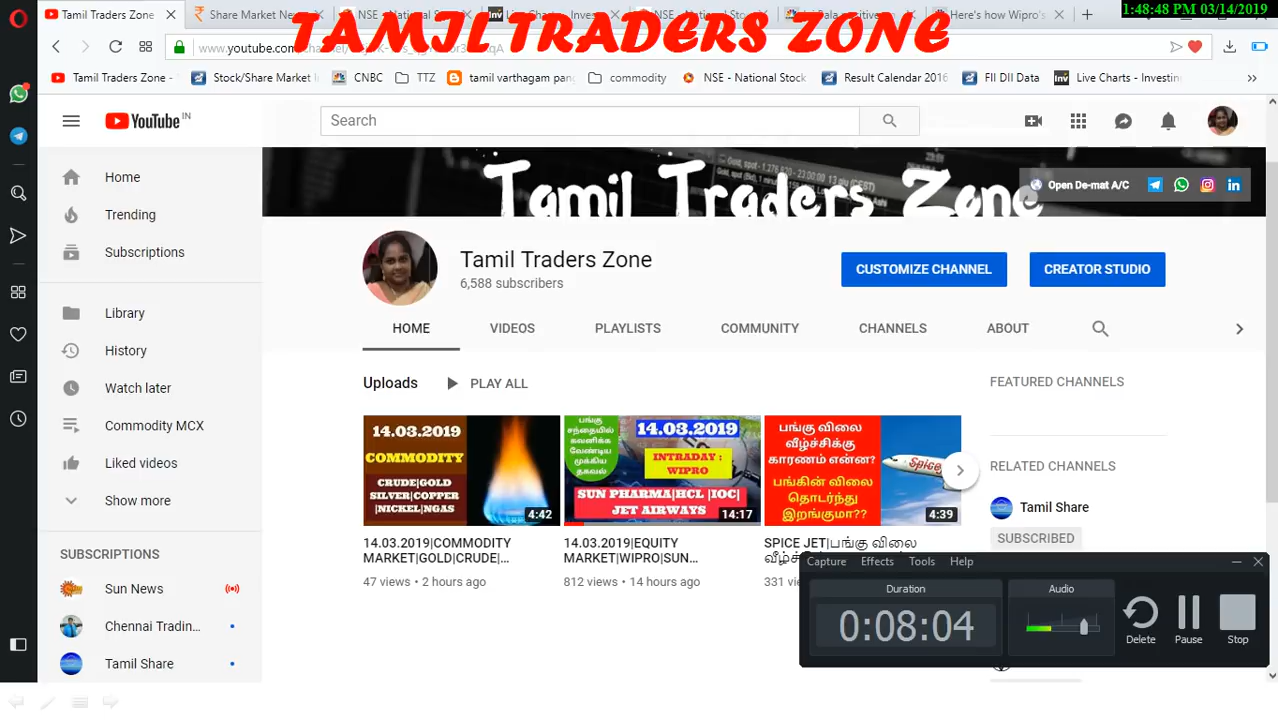 1:48:48 PM 03/14/2019
TAMIL TRADERS ZONE
Tamil Traders Zone
Share Market
NSE - National
Live Charts
Here's how Wipro's
www.youtube.com
Tamil Traders Zone -
Stock/Share Market
CNBC
TTZ
tamil varthagam pan
commodity
NSE - National Stock
Result Calendar 2016
FII DII Data
Live Charts - Investin
YouTube IN
Search
Home
Trending
Subscriptions
Library
History
Watch later
Commodity MCX
Liked videos
Show more
SUBSCRIPTIONS
Sun News
Chennai Tradin...
Tamil Share
Tamil Traders Zone
Open De-mat A/C
Tamil Traders Zone
6,588 subscribers
CUSTOMIZE CHANNEL
CREATOR STUDIO
HOME
VIDEOS
PLAYLISTS
COMMUNITY
CHANNELS
ABOUT
Uploads
PLAY ALL
14.03.2019
COMMODITY
CRUDE|GOLD
SILVER|COPPER
|NICKEL|NGAS
4:42
14.03.2019|COMMODITY
MARKET|GOLD|CRUDE|...
47 views • 2 hours ago
பங்கு
சந்தையில்
கவனிக்க
வேண்டிய
முக்கிய
தகவல்
14.03.2019
INTRADAY :
WIPRO
SUN PHARMA|HCL |IOC|
JET AIRWAYS
14:17
14.03.2019|EQUITY
MARKET|WIPRO|SUN...
812 views • 14 hours ago
பங்கு விலை
வீழ்ச்சிக்கு
காரணம் என்ன?
பங்கின் விலை
தொடர்ந்து
இறங்குமா??
4:39
SPICE JET|பங்கு விலை
331
FEATURED CHANNELS
RELATED CHANNELS
Tamil Share
SUBSCRIBED
Capture
Effects
Tools
Help
Duration
0:08:04
Audio
Delete
Pause
Stop